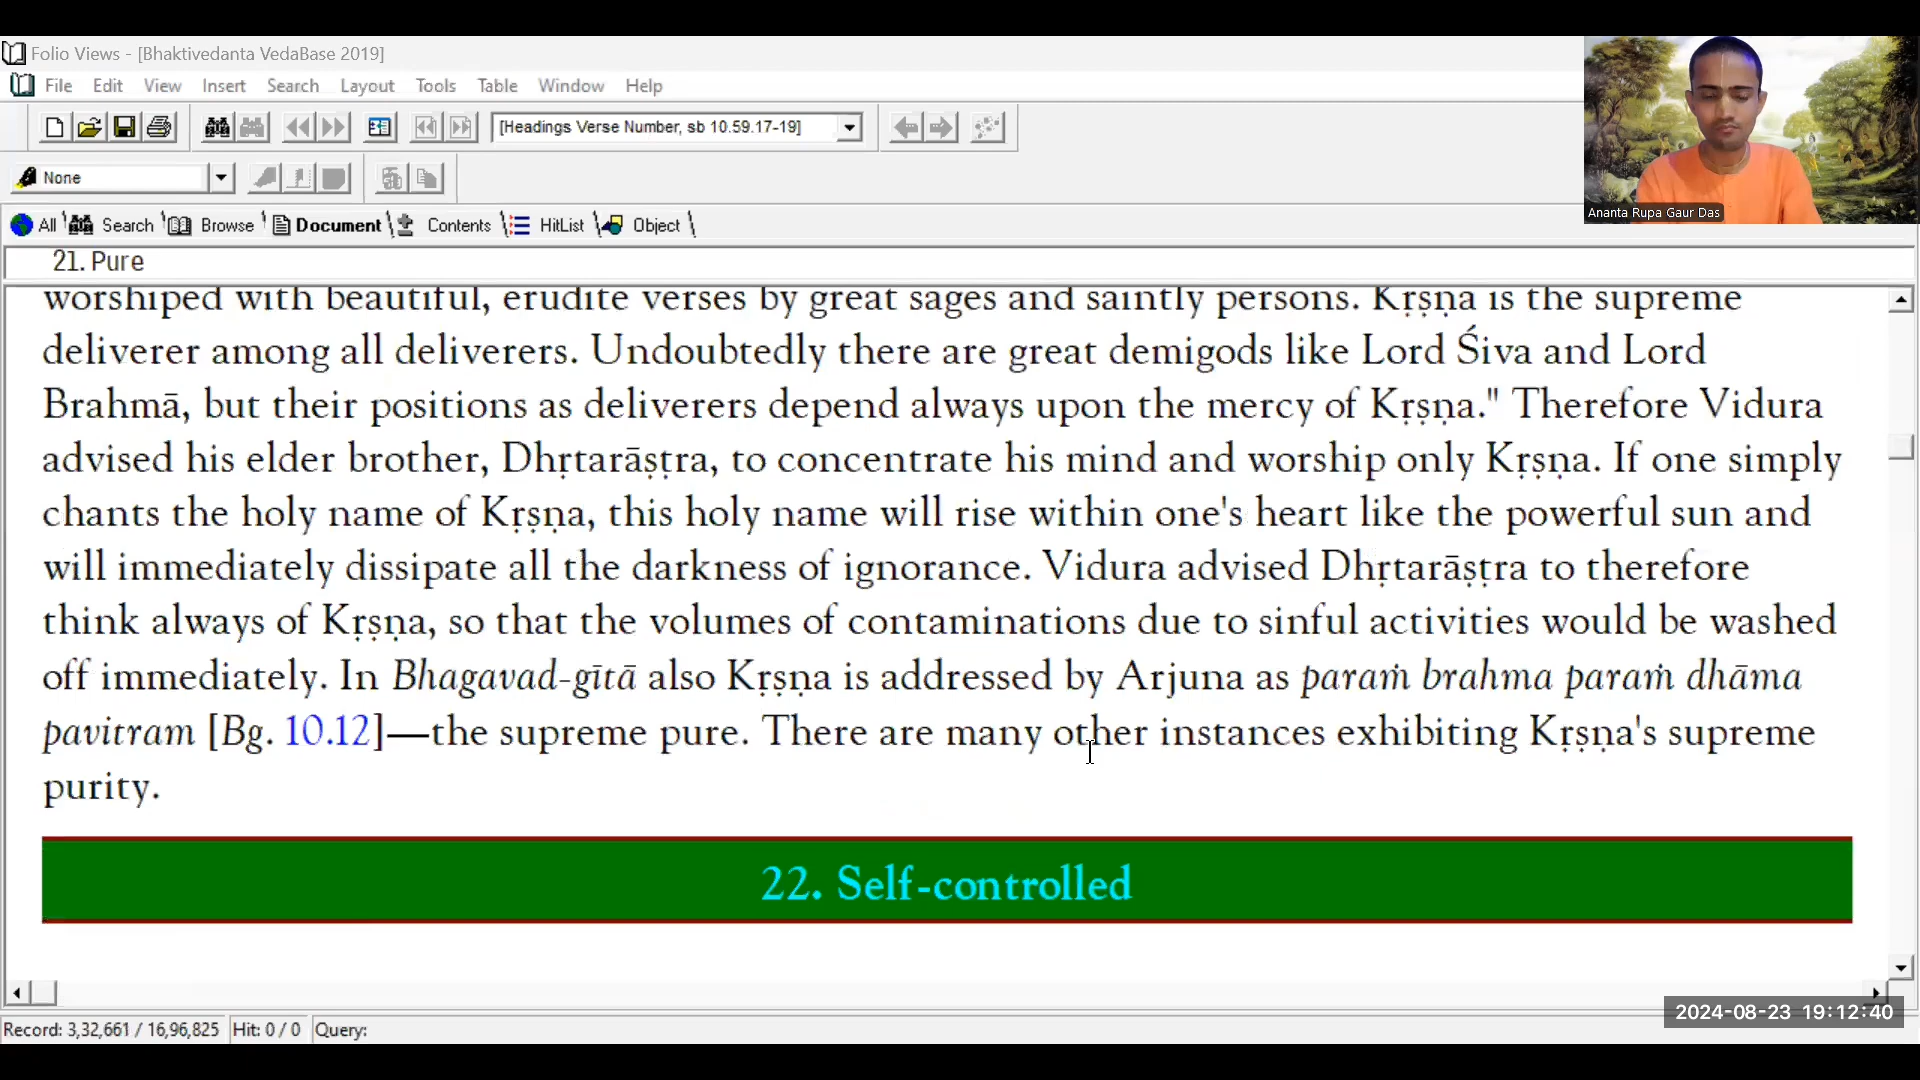 Folio Views - [Bhaktivedanta VedaBase 2019]
File Edit View Insert Search Layout Tools Table Window Help
[Headings Verse Number, sb 10.59.17-19]
None
All Search Browse Document Contents HitList Object
Ananta Rupa Gaur Das
21. Pure
worshiped with beautiful, erudite verses by great sages and saintly persons. Kṛṣṇa is the supreme
deliverer among all deliverers. Undoubtedly there are great demigods like Lord Śiva and Lord
Brahmā, but their positions as deliverers depend always upon the mercy of Kṛṣṇa." Therefore Vidura
advised his elder brother, Dhṛtarāṣṭra, to concentrate his mind and worship only Kṛṣṇa. If one simply
chants the holy name of Kṛṣṇa, this holy name will rise within one's heart like the powerful sun and
will immediately dissipate all the darkness of ignorance. Vidura advised Dhṛtarāṣṭra to therefore
think always of Kṛṣṇa, so that the volumes of contaminations due to sinful activities would be washed
off immediately. In Bhagavad-gītā also Kṛṣṇa is addressed by Arjuna as paraṁ brahma paraṁ dhāma
pavitram [Bg. 10.12]—the supreme pure. There are many other instances exhibiting Kṛṣṇa's supreme
purity.
22. Self-controlled
2024-08-23 19:12:40
Record: 3,32,661 / 16,96,825 Hit: 0 / 0 Query: